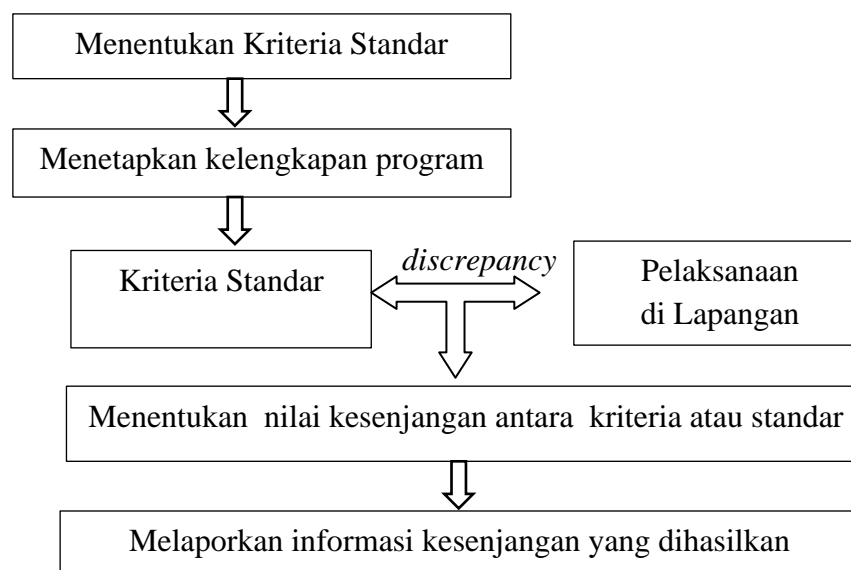 Menentukan Kriteria Standar
Menetapkan kelengkapan program
Kriteria Standar
discrepancy
Pelaksanaan
di Lapangan
Menentukan  nilai kesenjangan antara  kriteria atau standar
Melaporkan informasi kesenjangan yang dihasilkan